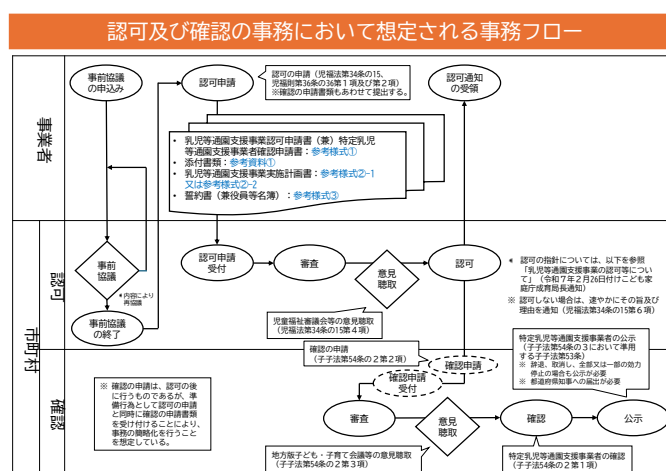 認可及び確認の事務において想定される事務フロー
事業者
事前協議
の申込み
認可申請
認可の申請（児福法第34条の15、
児福則第36条の36第1項及び第2項）
※確認の申請書類もあわせて提出する。
認可通知
の受領
• 乳児等通園支援事業認可申請書（兼）特定乳児
等通園支援事業者確認申請書：参考様式①
• 添付書類：参考資料①
• 乳児等通園支援事業実施計画書：参考様式②-1
又は参考様式②-2
• 誓約書（兼役員等名簿）：参考様式③
市町村
認可
事前
協議
*内容により
再協議
事前協議
の終了
認可申請
受付
審査
意見
聴取
認可
児童福祉審議会等の意見聴取
（児福法第34条の15第4項）
* 認可の指針については、以下を参照
「乳児等通園支援事業の認可等につい
て」（令和7年2月26日付けこども家
庭庁成育局長通知）
※ 認可しない場合は、速やかにその旨及び
理由を通知（児福法第34条の15第6項）
確認
確認の申請
（子子法第54条の2第2項）
確認申請
確認申請
受付
特定乳児等通園支援事業者の公示
（子子法第54条の3において準用
する子子法第53条）
※ 辞退、取消し、全部又は一部の効力
停止の場合も公示が必要
※ 都道府県知事への届出が必要
※ 確認の申請は、認可の後
に行うものであるが、準
備行為として認可の申請
と同時に確認の申請書類
を受け付けることにより、
事務の簡略化を行うこと
を想定している。
審査
意見
聴取
確認
公示
地方版子ども・子育て会議等の意見聴取
（子子法第54条の2第3項）
特定乳児等通園支援事業者の確認
（子子法第54条の2第1項）